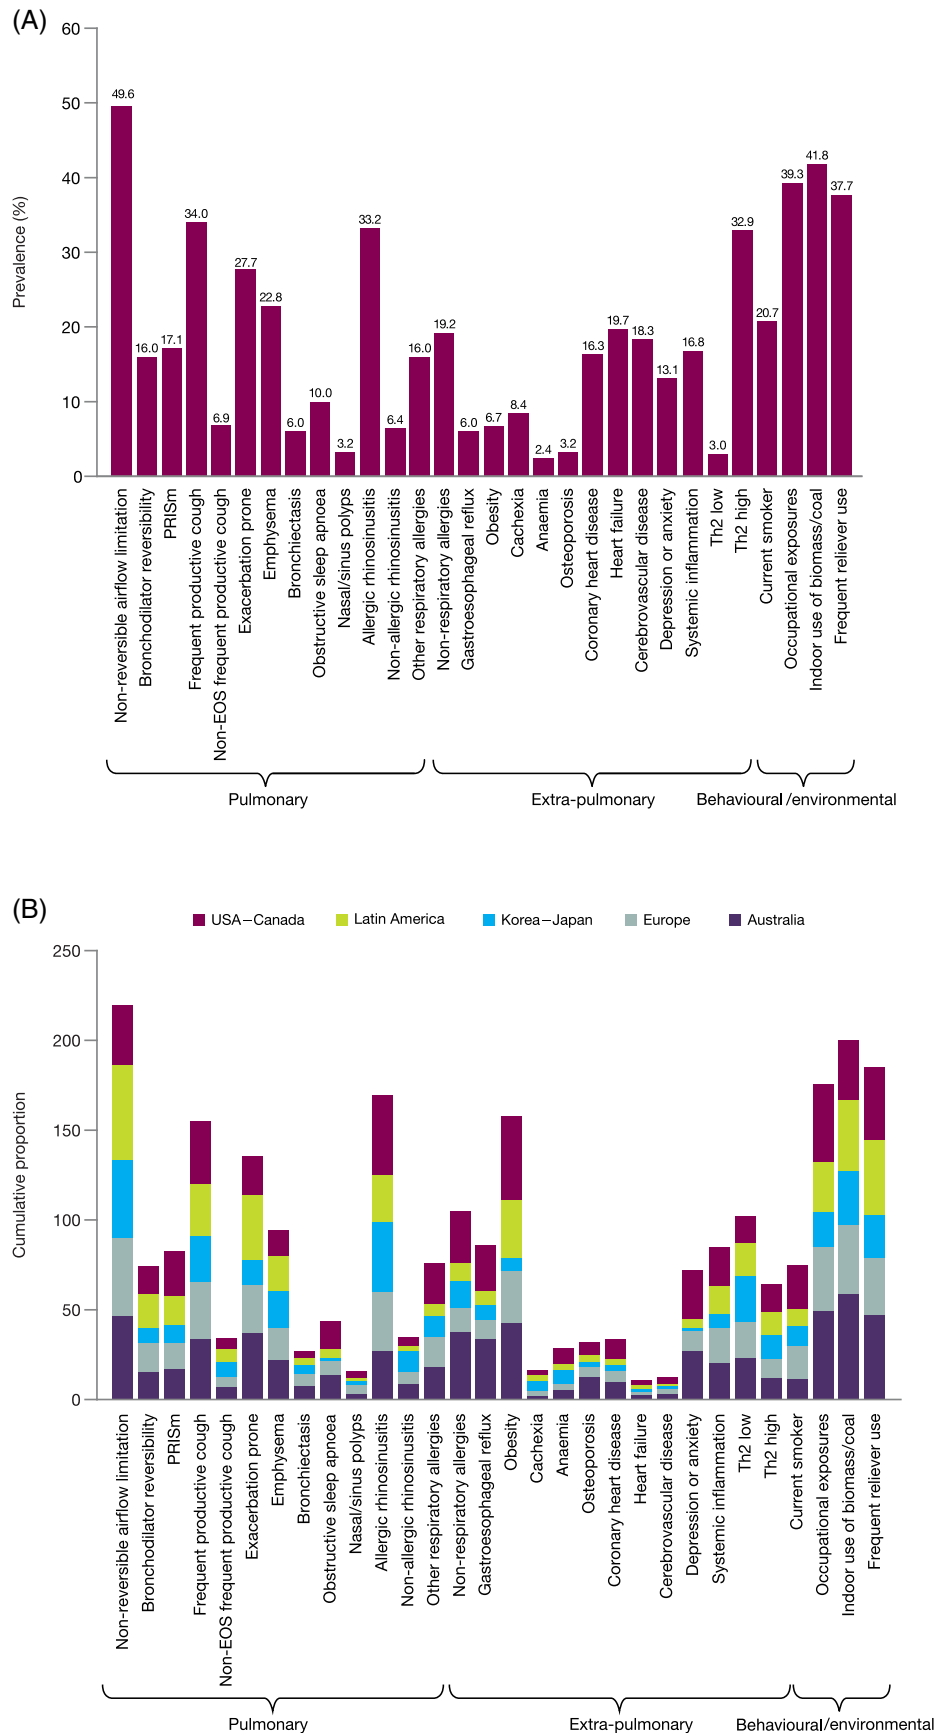 (A)
60
50
40
30
20
10
0
Prevalence (%)
49.6
16.0
17.1
34.0
6.9
27.7
22.8
6.0
10.0
3.2
33.2
6.4
16.0
19.2
6.0
6.7
8.4
2.4
3.2
16.3
19.7
18.3
13.1
16.8
3.0
32.9
20.7
39.3
41.8
37.7
Non-reversible airflow limitation
Bronchodilator reversibility
PRISm
Frequent productive cough
Non-EOS frequent productive cough
Exacerbation prone
Emphysema
Bronchiectasis
Obstructive sleep apnoea
Nasal/sinus polyps
Allergic rhinosinusitis
Non-allergic rhinosinusitis
Other respiratory allergies
Non-respiratory allergies
Gastroesophageal reflux
Obesity
Cachexia
Anaemia
Osteoporosis
Coronary heart disease
Heart failure
Cerebrovascular disease
Depression or anxiety
Systemic inflammation
Th2 low
Th2 high
Current smoker
Occupational exposures
Indoor use of biomass/coal
Frequent reliever use
Pulmonary
Extra-pulmonary
Behavioural/environmental
(B)
USA–Canada
Latin America
Korea–Japan
Europe
Australia
250
200
150
100
50
0
Cumulative proportion
Non-reversible airflow limitation
Bronchodilator reversibility
PRISm
Frequent productive cough
Non-EOS frequent productive cough
Exacerbation prone
Emphysema
Bronchiectasis
Obstructive sleep apnoea
Nasal/sinus polyps
Allergic rhinosinusitis
Non-allergic rhinosinusitis
Other respiratory allergies
Non-respiratory allergies
Gastroesophageal reflux
Obesity
Cachexia
Anaemia
Osteoporosis
Coronary heart disease
Heart failure
Cerebrovascular disease
Depression or anxiety
Systemic inflammation
Th2 low
Th2 high
Current smoker
Occupational exposures
Indoor use of biomass/coal
Frequent reliever use
Pulmonary
Extra-pulmonary
Behavioural/environmental